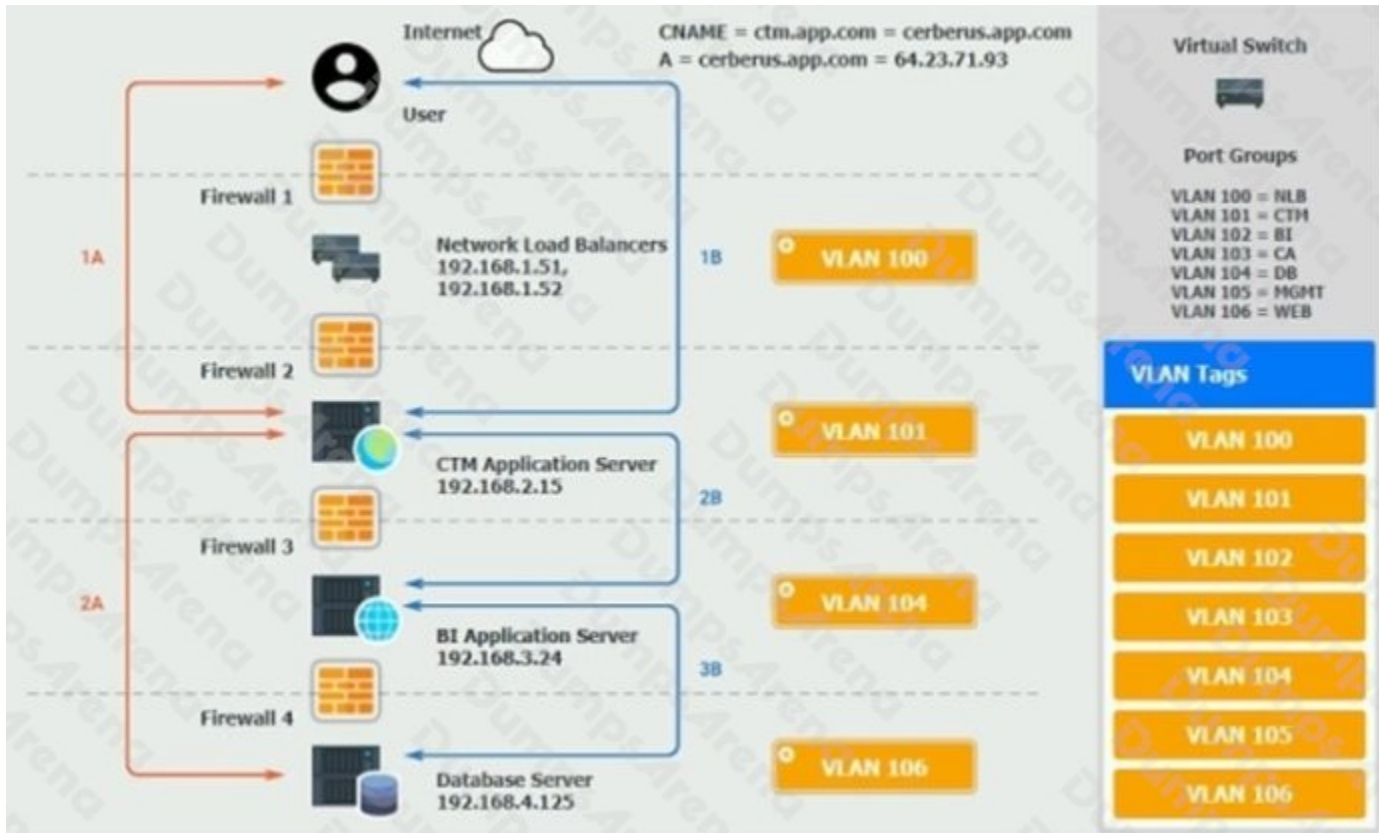 Internet
CNAME = ctm.app.com = cerberus.app.com
A = cerberus.app.com = 64.23.71.93
User
Firewall 1
1A
Network Load Balancers
192.168.1.51,
192.168.1.52
1B
VLAN 100
Firewall 2
VLAN 101
CTM Application Server
192.168.2.15
2B
Firewall 3
2A
VLAN 104
BI Application Server
192.168.3.24
3B
Firewall 4
VLAN 106
Database Server
192.168.4.125
Virtual Switch
Port Groups
VLAN 100 = NLB
VLAN 101 = CTM
VLAN 102 = BI
VLAN 103 = CA
VLAN 104 = DB
VLAN 105 = MGMT
VLAN 106 = WEB
VLAN Tags
VLAN 100
VLAN 101
VLAN 102
VLAN 103
VLAN 104
VLAN 105
VLAN 106
DumpsArena